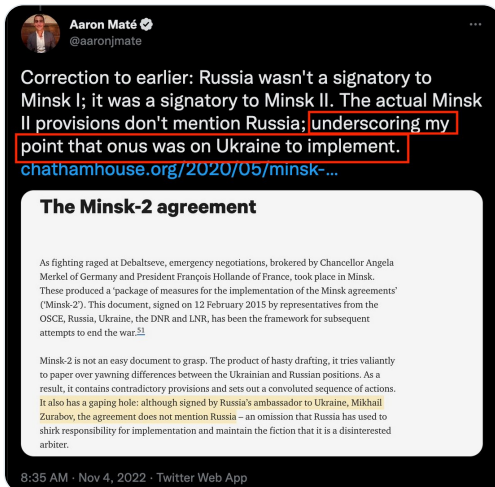 Aaron Maté
@aaronjmate
Correction to earlier: Russia wasn't a signatory to
Minsk I; it was a signatory to Minsk II. The actual Minsk
II provisions don't mention Russia; underscoring my
point that onus was on Ukraine to implement.
chathamhouse.org/2020/05/minsk-...
The Minsk-2 agreement
As fighting raged at Debaltseve, emergency negotiations, brokered by Chancellor Angela
Merkel of Germany and President François Hollande of France, took place in Minsk.
These produced a 'package of measures for the implementation of the Minsk agreements'
('Minsk-2'). This document, signed on 12 February 2015 by representatives from the
OSCE, Russia, Ukraine, the DNR and LNR, has been the framework for subsequent
attempts to end the war.51
Minsk-2 is not an easy document to grasp. The product of hasty drafting, it tries valiantly
to paper over yawning differences between the Ukrainian and Russian positions. As a
result, it contains contradictory provisions and sets out a convoluted sequence of actions.
It also has a gaping hole: although signed by Russia's ambassador to Ukraine, Mikhail
Zurabov, the agreement does not mention Russia – an omission that Russia has used to
shirk responsibility for implementation and maintain the fiction that it is a disinterested
arbiter.
8:35 AM · Nov 4, 2022 · Twitter Web App